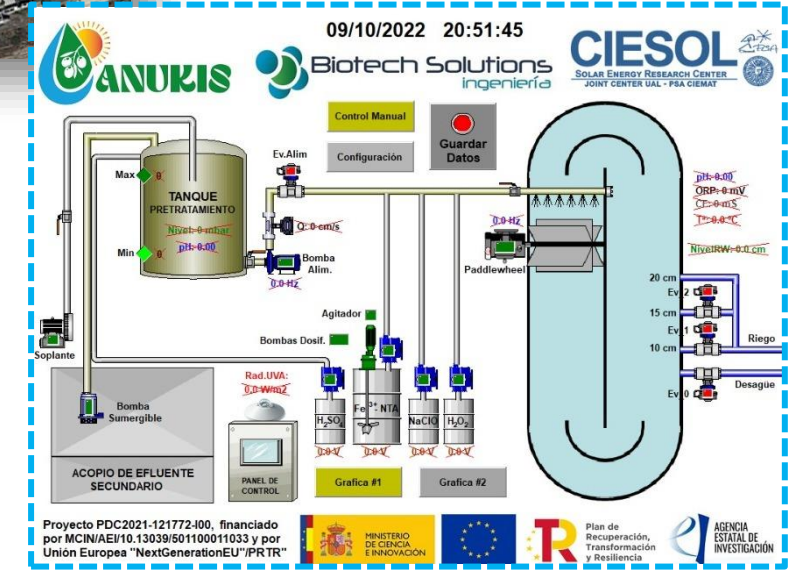 09/10/2022 20:51:45
ANUKIS
Biotech Solutions
ingeniería
CIESOL
SOLAR ENERGY RESEARCH CENTER
JOINT CENTER UAL - PSA CIEMAT
Control Manual
Configuración
Guardar
Datos
Ev.Alim
Max
0
TANQUE
PRETRATAMIENTO
Nivel: 0 mbar
pH: 0.00
Min
0
Q: 0 cm/s
Bomba
Alim.
0.0 Hz
0.0 Hz
Paddlewheel
pH: 0.00
ORP: 0 mV
CE: 0 mS
Tª: 0.0 ºC
NivelRW: 0.0 cm
20 cm
Ev_2
15 cm
Ev_1
10 cm
Riego
Desagüe
Ev_0
Soplante
Agitador
Bombas Dosif.
Rad.UVA:
0.0 W/m2
Bomba
Sumergible
H₂SO₄
Fe³⁺: NTA
NaClO
H₂O₂
0.0 V
0.0 V
0.0 V
0.0 V
ACOPIO DE EFLUENTE
SECUNDARIO
PANEL DE
CONTROL
Grafica #1
Grafica #2
Proyecto PDC2021-121772-I00, financiado
por MCIN/AEI/10.13039/501100011033 y por
Unión Europea "NextGenerationEU"/PRTR"
MINISTERIO
DE CIENCIA
E INNOVACIÓN
Plan de
Recuperación,
Transformación
y Resiliencia
AGENCIA
ESTATAL DE
INVESTIGACIÓN